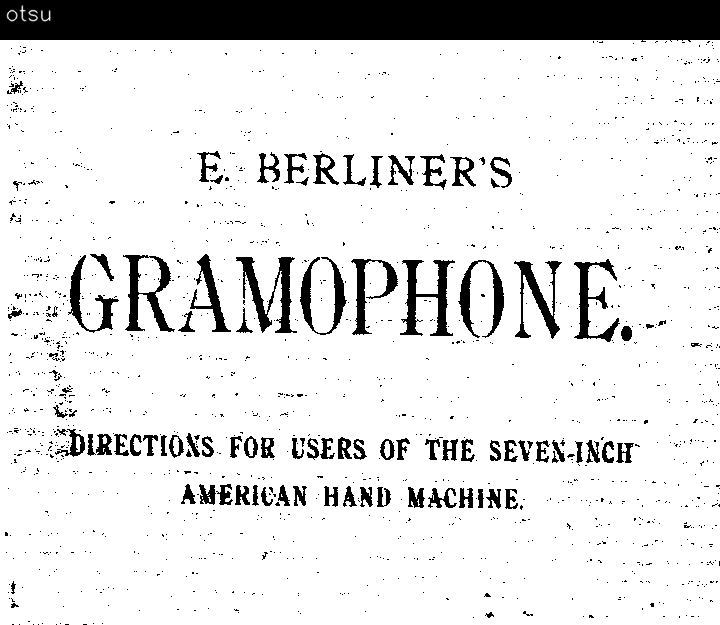 otsu
E. BERLINER'S
GRAMOPHONE.
DIRECTIONS FOR USERS OF THE SEVEN-INCH
AMERICAN HAND MACHINE.